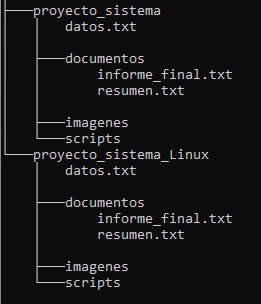 proyecto_sistema
datos.txt
documentos
informe_final.txt
resumen.txt
imagenes
scripts
proyecto_sistema_Linux
datos.txt
documentos
informe_final.txt
resumen.txt
imagenes
scripts